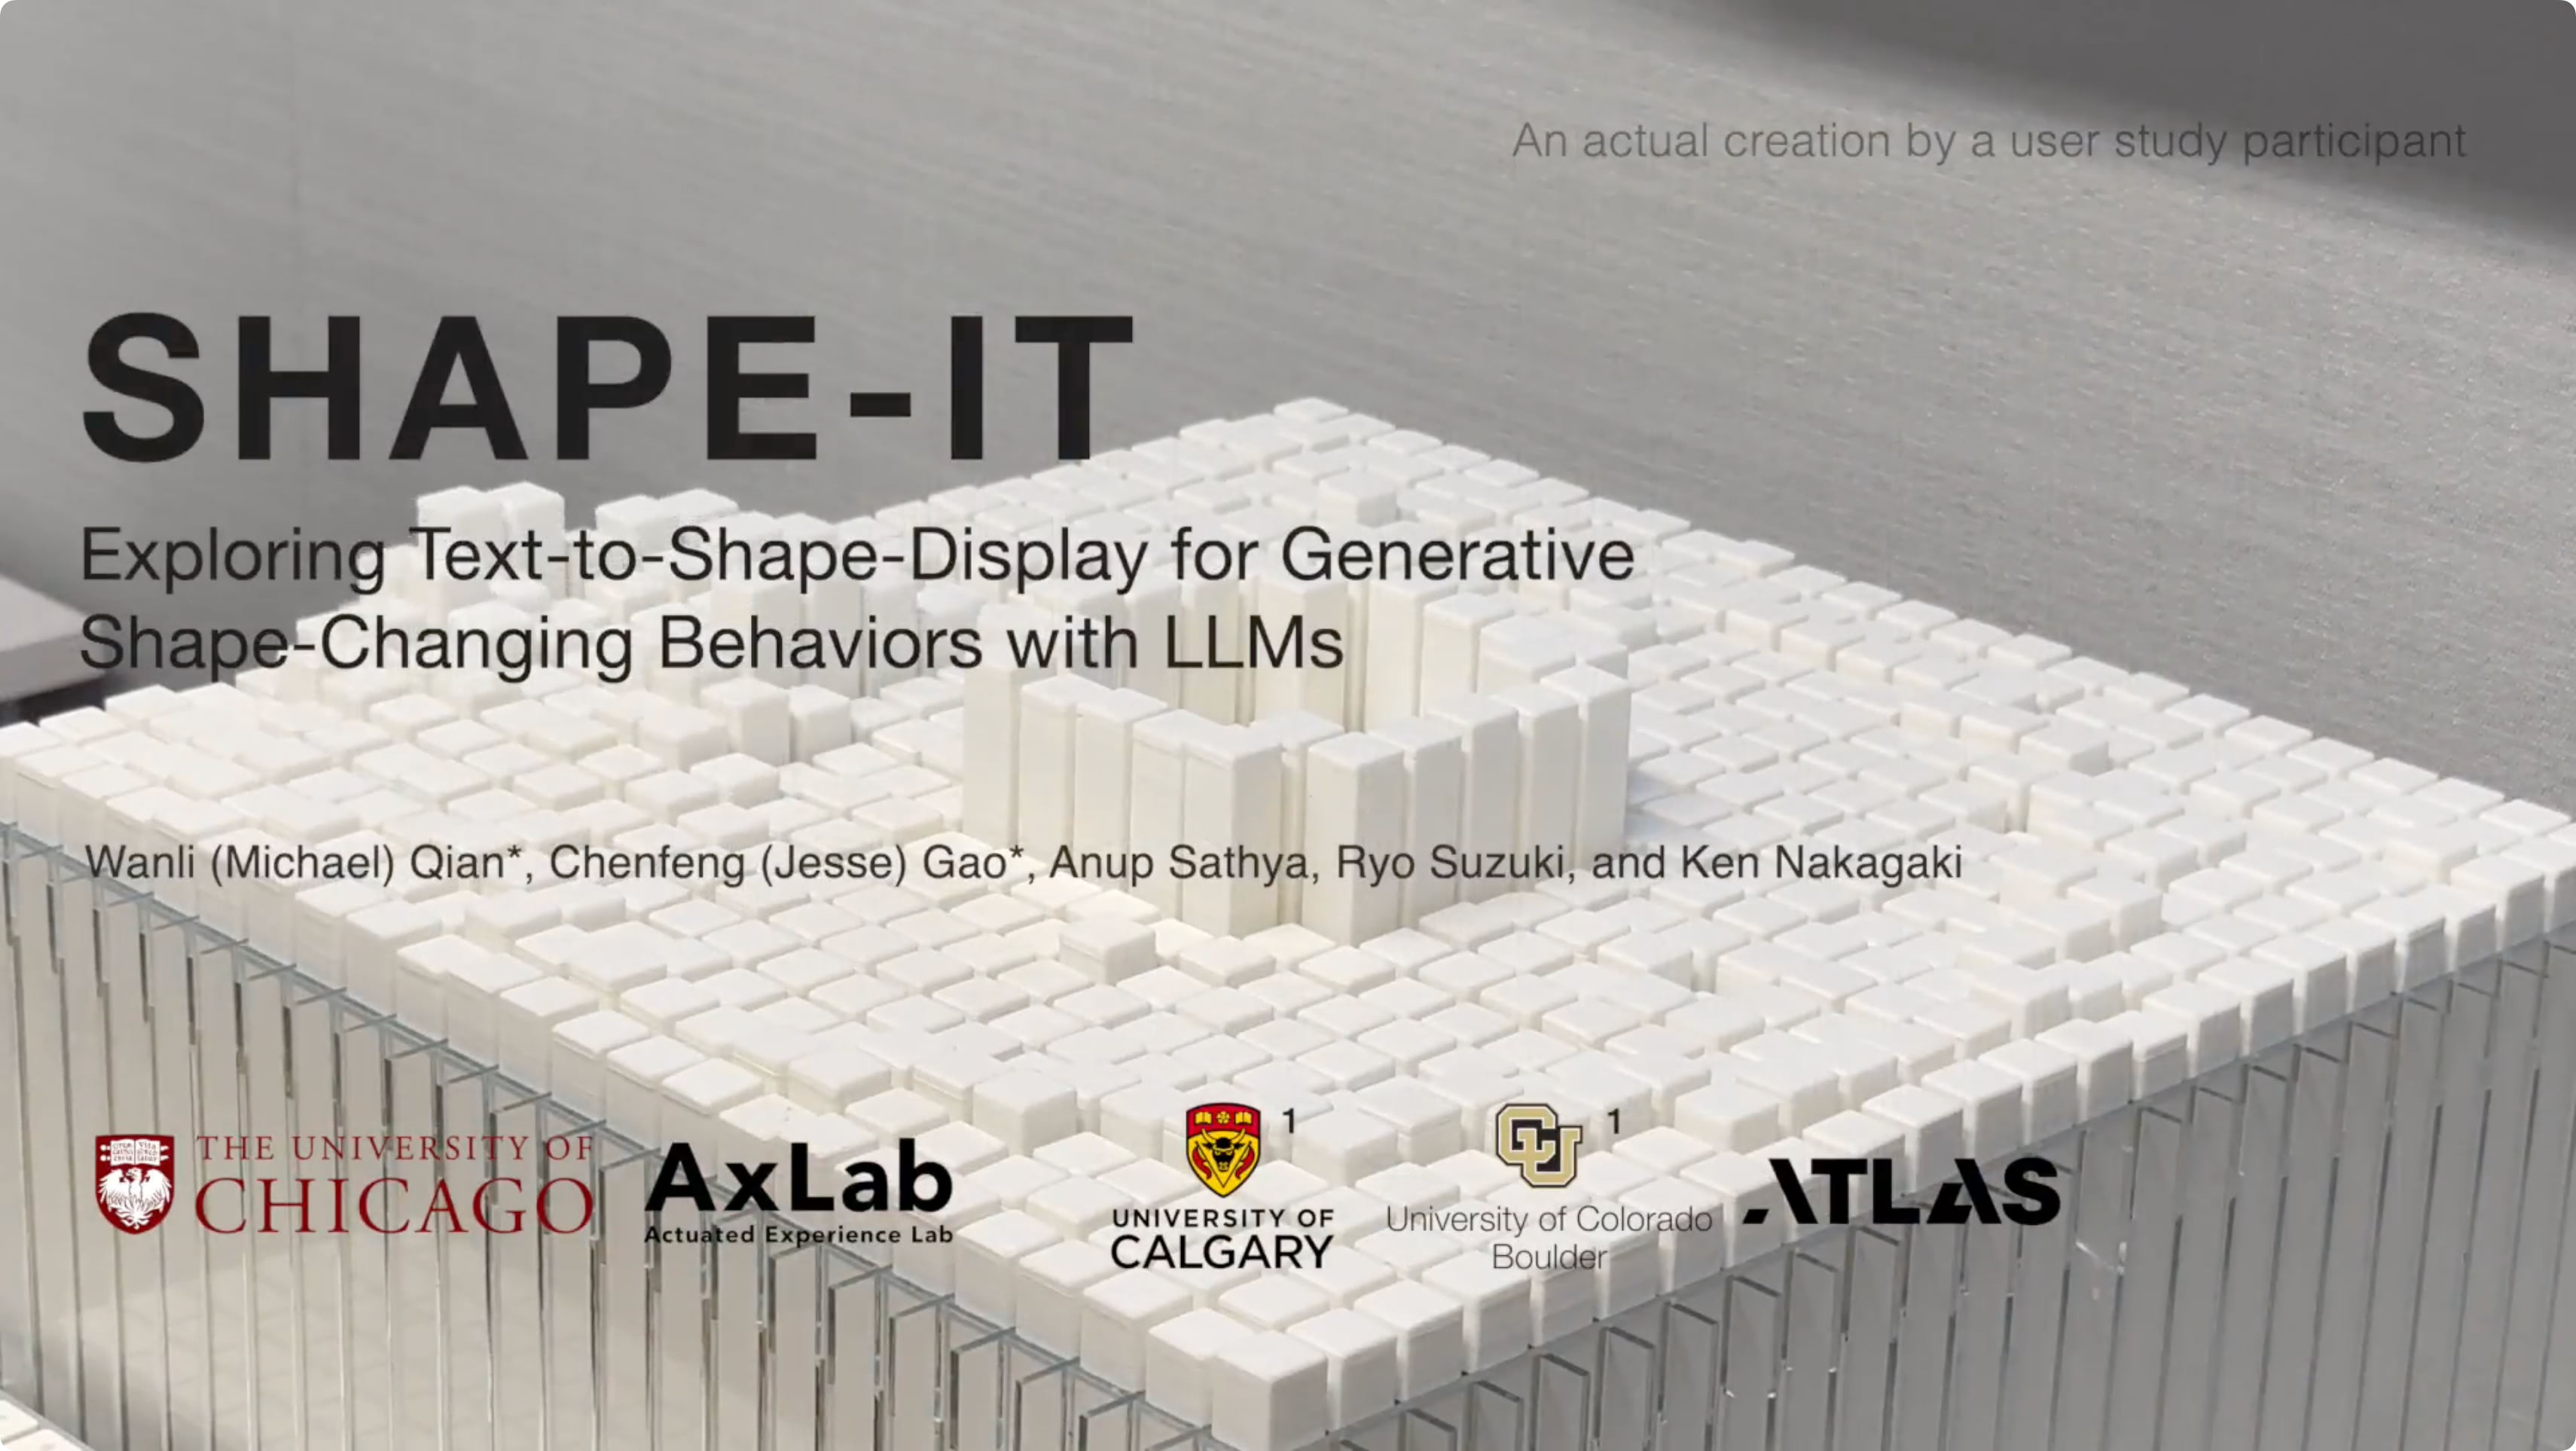 An actual creation by a user study participant
SHAPE-IT
Exploring Text-to-Shape-Display for Generative
Shape-Changing Behaviors with LLMs
Wanli (Michael) Qian*, Chenfeng (Jesse) Gao*, Anup Sathya, Ryo Suzuki, and Ken Nakagaki
THE UNIVERSITY OF
CHICAGO
AxLab
Actuated Experience Lab
1
UNIVERSITY OF
CALGARY
CU 1
University of Colorado
Boulder
ATLAS